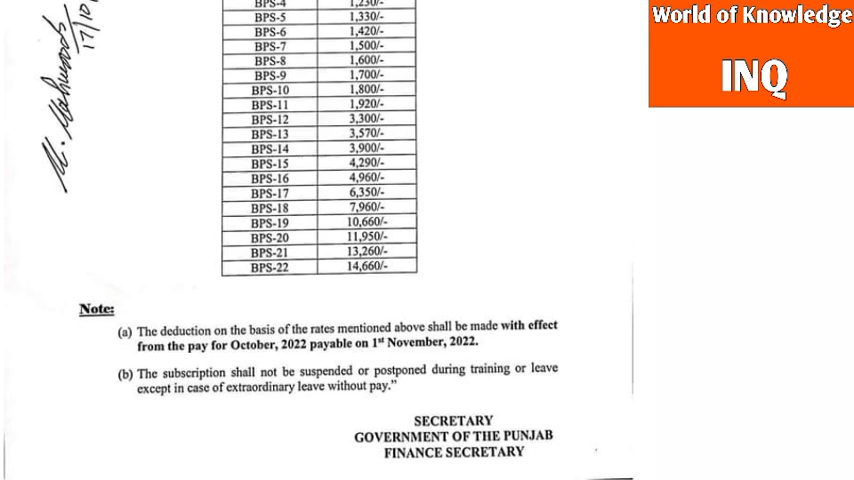 World of Knowledge
INQ
17/10
BPS-4 1,230/-
BPS-5 1,330/-
BPS-6 1,420/-
BPS-7 1,500/-
BPS-8 1,600/-
BPS-9 1,700/-
BPS-10 1,800/-
BPS-11 1,920/-
BPS-12 3,300/-
BPS-13 3,570/-
BPS-14 3,900/-
BPS-15 4,290/-
BPS-16 4,960/-
BPS-17 6,350/-
BPS-18 7,960/-
BPS-19 10,660/-
BPS-20 11,950/-
BPS-21 13,260/-
BPS-22 14,660/-
Note:
(a) The deduction on the basis of the rates mentioned above shall be made with effect
from the pay for October, 2022 payable on 1st November, 2022.
(b) The subscription shall not be suspended or postponed during training or leave
except in case of extraordinary leave without pay."
SECRETARY
GOVERNMENT OF THE PUNJAB
FINANCE SECRETARY